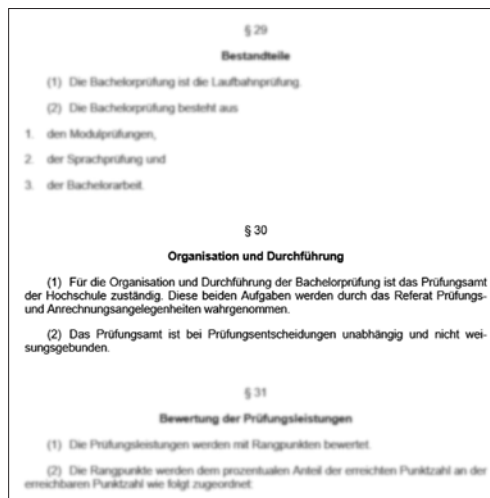 § 29
Bestandteile
(1) Die Bachelorprüfung ist die Laufbahnprüfung.
(2) Die Bachelorprüfung besteht aus
1. den Modulprüfungen,
2. der Sprachprüfung und
3. der Bachelorarbeit.
§ 30
Organisation und Durchführung
(1) Für die Organisation und Durchführung der Bachelorprüfung ist das Prüfungsamt
der Hochschule zuständig. Diese beiden Aufgaben werden durch das Referat Prüfungs-
und Anrechnungsangelegenheiten wahrgenommen.
(2) Das Prüfungsamt ist bei Prüfungsentscheidungen unabhängig und nicht wei-
sungsgebunden.
§ 31
Bewertung der Prüfungsleistungen
(1) Die Prüfungsleistungen werden mit Rangpunkten bewertet.
(2) Die Rangpunkte werden dem prozentualen Anteil der erreichten Punktzahl an der
erreichbaren Punktzahl wie folgt zugeordnet: